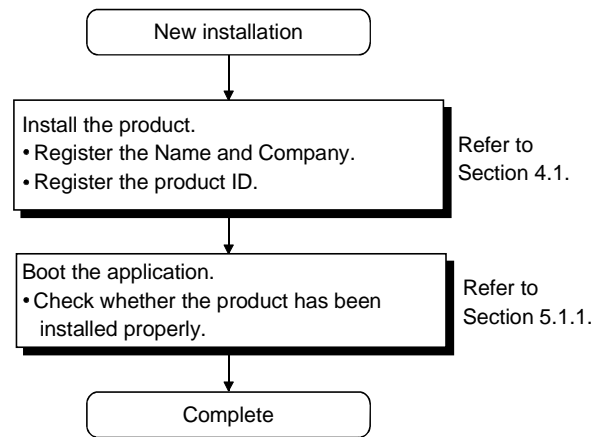 New installation
Install the product.
• Register the Name and Company.
• Register the product ID.
Refer to
Section 4.1.
Boot the application.
• Check whether the product has been
installed properly.
Refer to
Section 5.1.1.
Complete